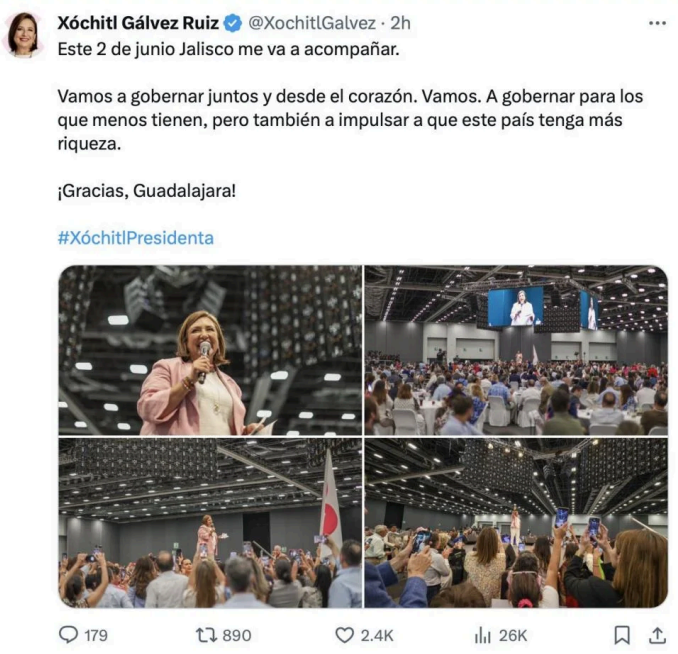 Xóchitl Gálvez Ruiz @XochitlGalvez · 2h
Este 2 de junio Jalisco me va a acompañar.
Vamos a gobernar juntos y desde el corazón. Vamos. A gobernar para los
que menos tienen, pero también a impulsar a que este país tenga más
riqueza.
¡Gracias, Guadalajara!
#XóchitlPresidenta
179 890 2.4K 26K